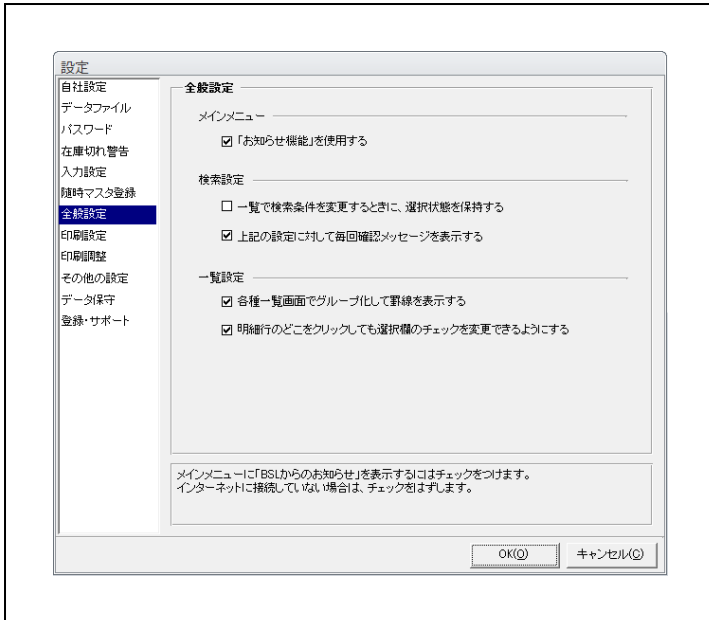 設定
自社設定
データファイル
パスワード
在庫切れ警告
入力設定
随時マスタ登録
全般設定
印刷設定
印刷調整
その他の設定
データ保守
登録・サポート
全般設定
メインメニュー
「お知らせ機能」を使用する
検索設定
一覧で検索条件を変更するときに、選択状態を保持する
上記の設定に対して毎回確認メッセージを表示する
一覧設定
各種一覧画面でグループ化して罫線を表示する
明細行のどこをクリックしても選択欄のチェックを変更できるようにする
メインメニューに「BSLからのお知らせ」を表示するにはチェックをつけます。
インターネットに接続していない場合は、チェックをはずします。
OK(O)
キャンセル(C)